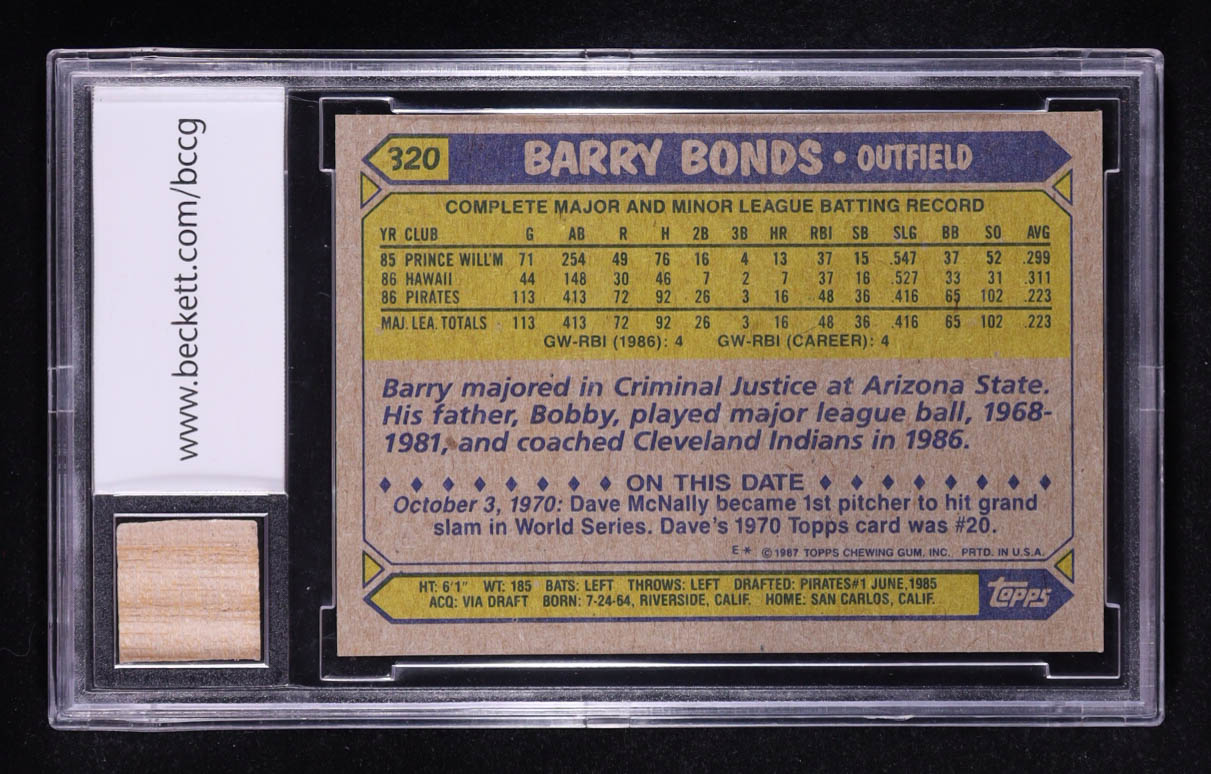 www.beckett.com/bccg
320 BARRY BONDS • OUTFIELD
COMPLETE MAJOR AND MINOR LEAGUE BATTING RECORD
YR CLUB G AB R H 2B 3B HR RBI SB SLG BB SO AVG
85 PRINCE WILL'M 71 254 49 76 16 4 13 37 15 .547 37 52 .299
86 HAWAII 44 148 30 46 7 2 7 37 16 .527 33 31 .311
86 PIRATES 113 413 72 92 26 3 16 48 36 .416 65 102 .223
MAJ. LEA. TOTALS 113 413 72 92 26 3 16 48 36 .416 65 102 .223
GW-RBI (1986): 4 GW-RBI (CAREER): 4
Barry majored in Criminal Justice at Arizona State.
His father, Bobby, played major league ball, 1968-
1981, and coached Cleveland Indians in 1986.
ON THIS DATE
October 3, 1970: Dave McNally became 1st pitcher to hit grand
slam in World Series. Dave's 1970 Topps card was #20.
E* © 1987 TOPPS CHEWING GUM, INC. PRTD. IN U.S.A.
HT: 6'1" WT: 185 BATS: LEFT THROWS: LEFT DRAFTED: PIRATES#1 JUNE,1985
ACQ: VIA DRAFT BORN: 7-24-64, RIVERSIDE, CALIF. HOME: SAN CARLOS, CALIF.
topps